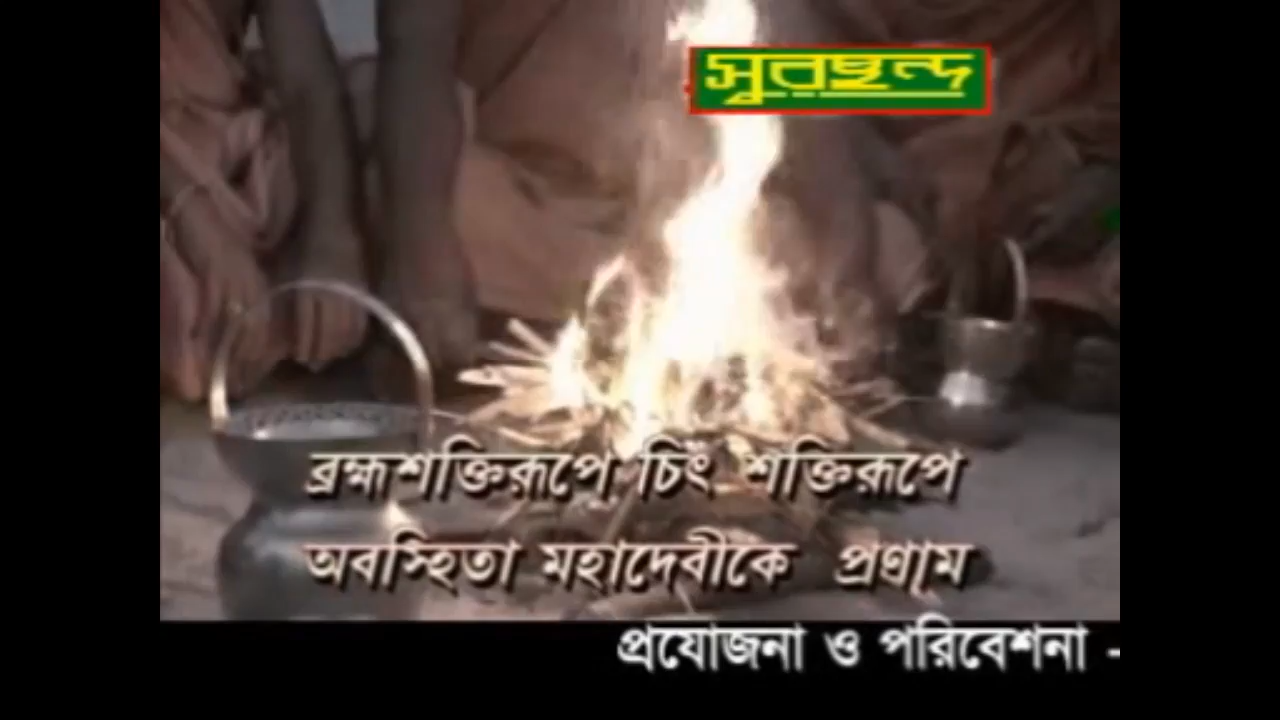 সুরছন্দ
ব্রহ্মশক্তিরূপে চিৎ শক্তিরূপে
অবস্হিতা মহাদেবীকে প্রণাম
প্রযোজনা ও পরিবেশনা -